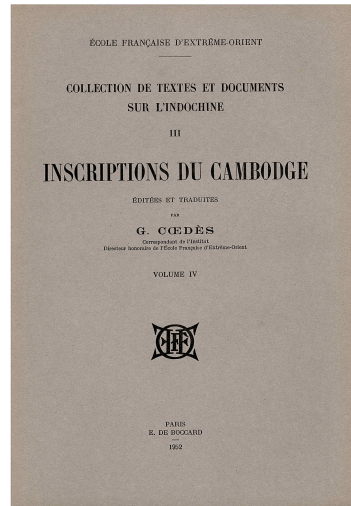 ÉCOLE FRANÇAISE D'EXTRÊME-ORIENT
COLLECTION DE TEXTES ET DOCUMENTS
SUR L'INDOCHINE
III
INSCRIPTIONS DU CAMBODGE
ÉDITÉES ET TRADUITES
PAR
G. CŒDÈS
Correspondant de l'Institut
Directeur honoraire de l'École Française d'Extrême-Orient
VOLUME IV
PARIS
E. DE BOCCARD
1952